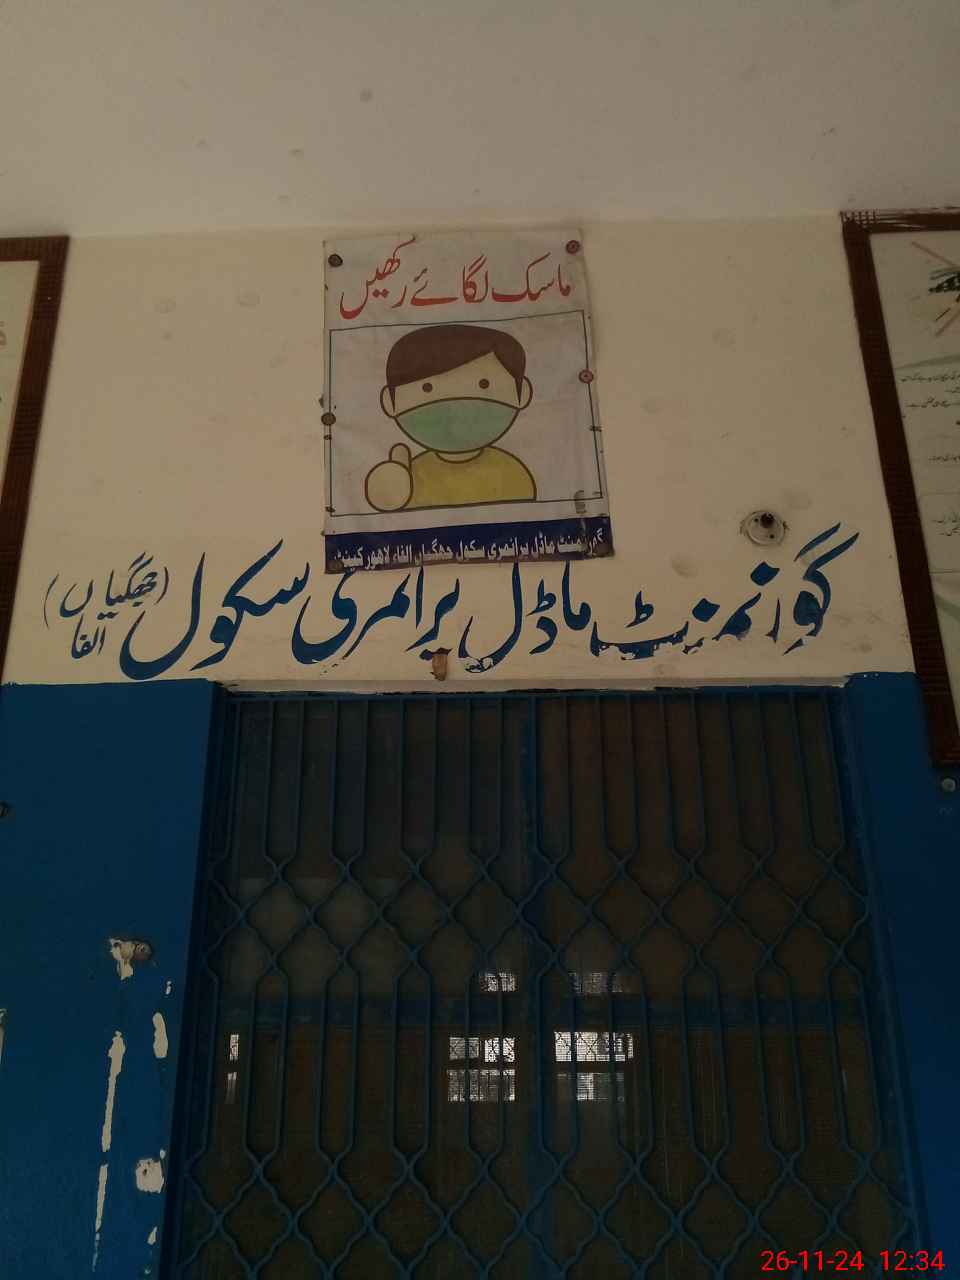 ماسک لگائے رکھیں
گورنمنٹ ماڈل پرائمری سکول جھگیاں الفاء لاہور کینٹ
گورنمنٹ ماڈل پرائمری سکول (جھگیاں الفا)
26-11-24 12:34